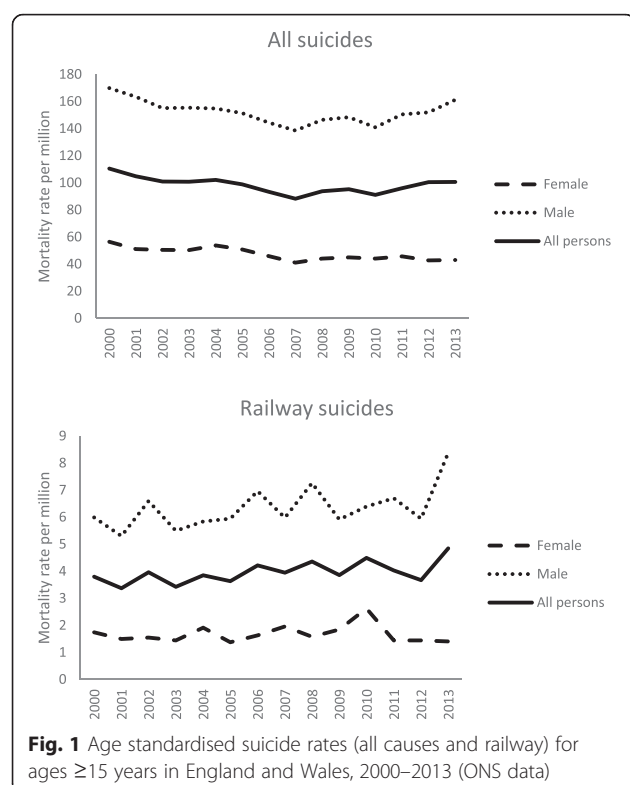 All suicides
Mortality rate per million
180
160
140
120
100
80
60
40
20
0
2000 2001 2002 2003 2004 2005 2006 2007 2008 2009 2010 2011 2012 2013
Female
Male
All persons
Railway suicides
Mortality rate per million
9
8
7
6
5
4
3
2
1
0
2000 2001 2002 2003 2004 2005 2006 2007 2008 2009 2010 2011 2012 2013
Female
Male
All persons
Fig. 1 Age standardised suicide rates (all causes and railway) for
ages ≥15 years in England and Wales, 2000–2013 (ONS data)